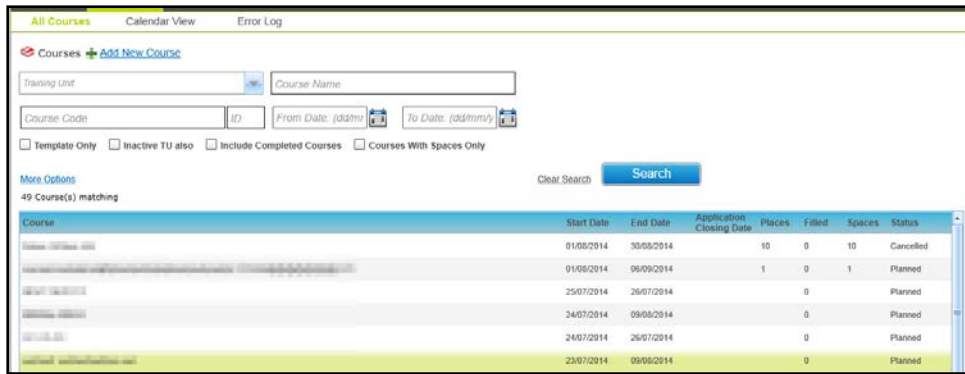 All Courses Calendar View Error Log
Courses Add New Course
Training Unit Course Name
Course Code ID From Date. (dd/mm To Date. (dd/mm/y
Template Only Inactive TU also Include Completed Courses Courses With Spaces Only
More Options Clear Search Search
49 Course(s) matching
Course Start Date End Date Application Closing Date Places Filled Spaces Status
01/08/2014 30/08/2014 10 0 10 Cancelled
01/08/2014 06/09/2014 1 0 1 Planned
25/07/2014 26/07/2014 0 Planned
24/07/2014 09/08/2014 0 Planned
24/07/2014 26/07/2014 0 Planned
23/07/2014 09/08/2014 0 Planned